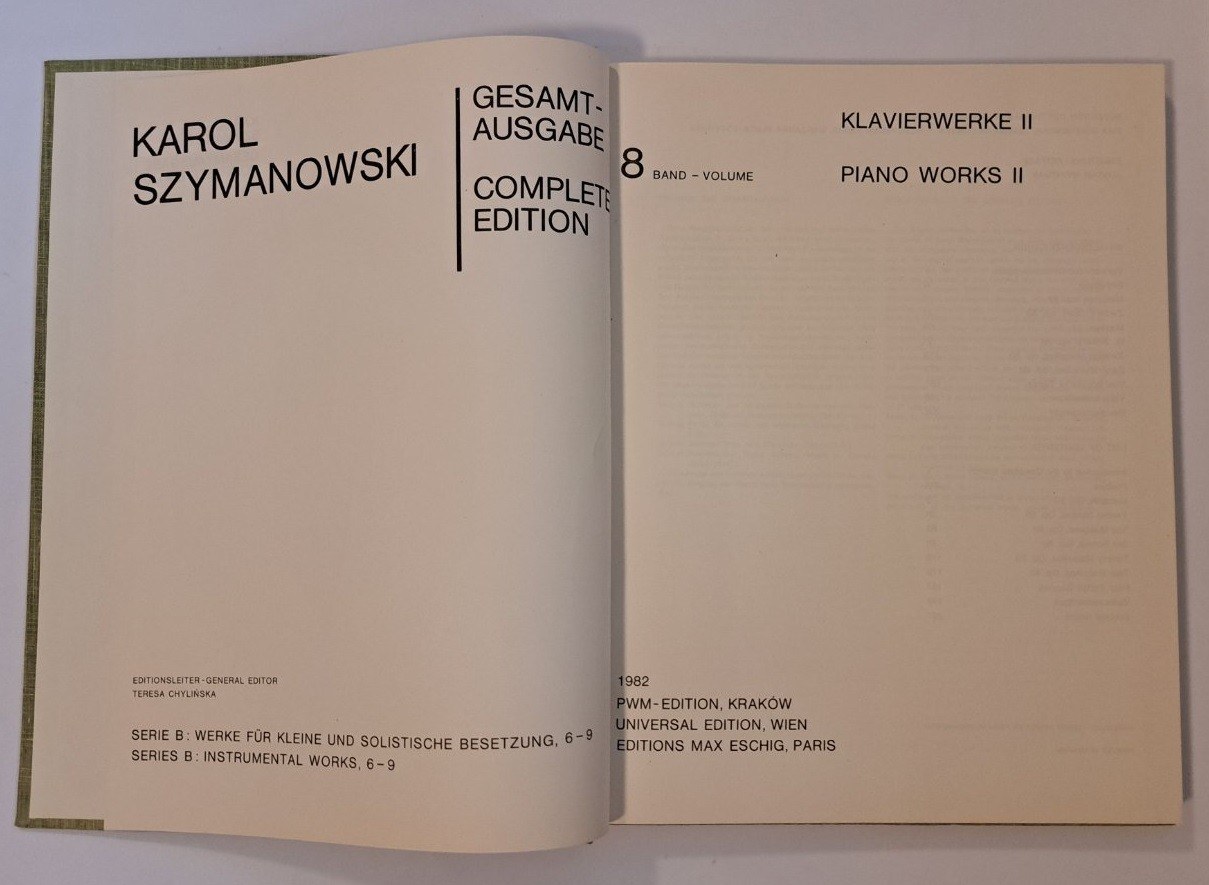 KAROL
SZYMANOWSKI
GESAMT-
AUSGABE
COMPLETE
EDITION
EDITIONSLEITER-GENERAL EDITOR
TERESA CHYLIŃSKA
SERIE B: WERKE FÜR KLEINE UND SOLISTISCHE BESETZUNG, 6–9
SERIES B: INSTRUMENTAL WORKS, 6–9
KLAVIERWERKE II
8 BAND – VOLUME
PIANO WORKS II
1982
PWM-EDITION, KRAKÓW
UNIVERSAL EDITION, WIEN
EDITIONS MAX ESCHIG, PARIS